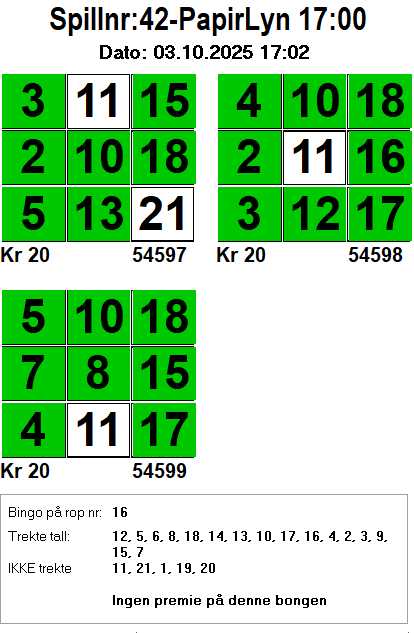 Spillnr:42-PapirLyn 17:00
Dato: 03.10.2025 17:02
3 11 15 4 10 18
2 10 18 2 11 16
5 13 21 3 12 17
Kr 20 54597 Kr 20 54598
5 10 18
7 8 15
4 11 17
Kr 20 54599
Bingo på rop nr: 16
Trekte tall: 12, 5, 6, 8, 18, 14, 13, 10, 17, 16, 4, 2, 3, 9,
15, 7
IKKE trekte 11, 21, 1, 19, 20
Ingen premie på denne bongen